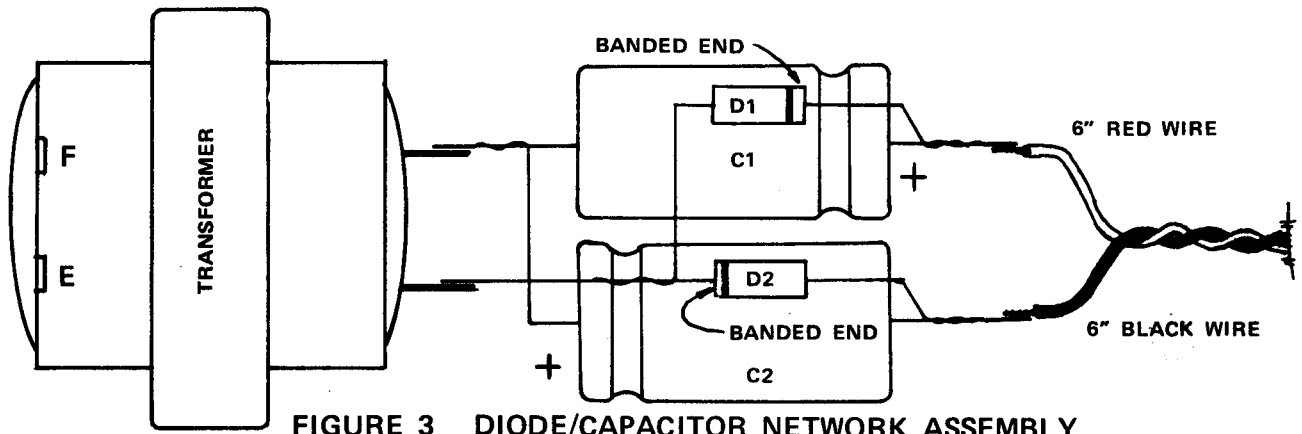 BANDED END
D1
C1
+
6" RED WIRE
F
E
TRANSFORMER
D2
BANDED END
+
C2
6" BLACK WIRE
FIGURE 3 DIODE/CAPACITOR NETWORK ASSEMBLY